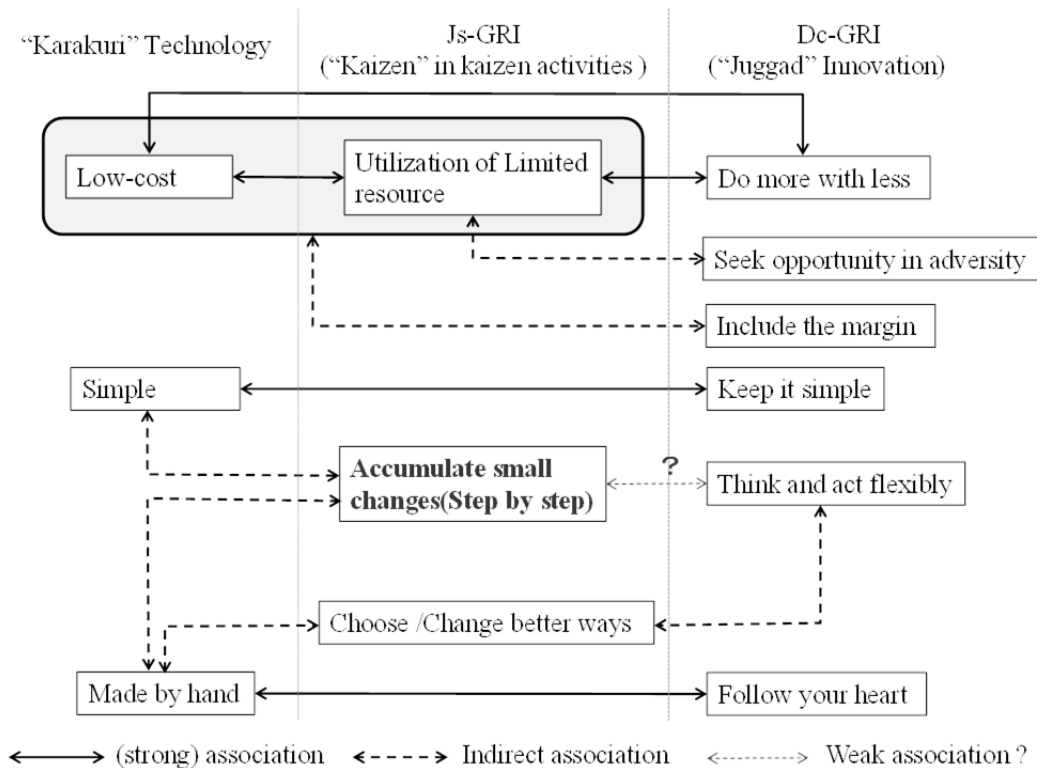 “Karakuri” Technology
Js-GRI
(“Kaizen” in kaizen activities )
Dc-GRI
(“Juggad” Innovation)
Low-cost
Utilization of Limited
resource
Do more with less
Seek opportunity in adversity
Include the margin
Simple
Keep it simple
Accumulate small
changes(Step by step)
?
Think and act flexibly
Choose /Change better ways
Made by hand
Follow your heart
(strong) association
Indirect association
Weak association ?